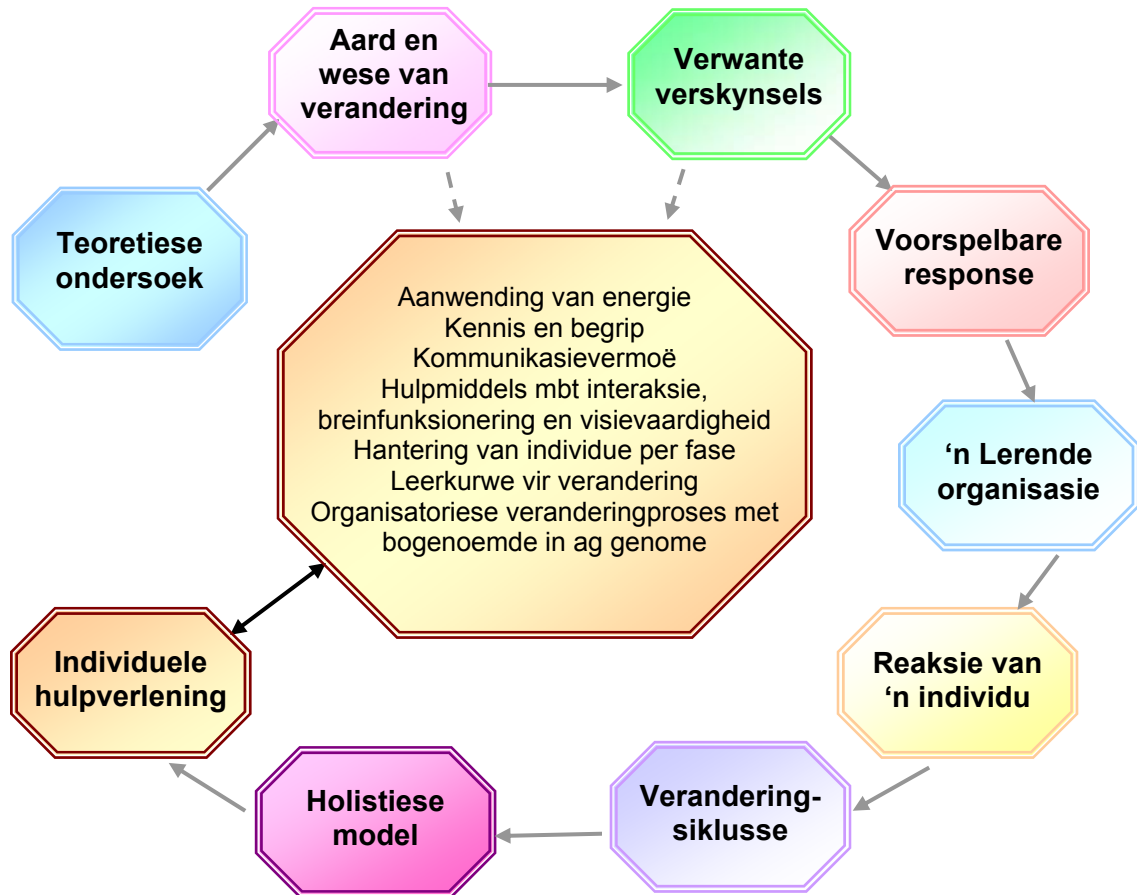 Aard en
wese van
verandering
Verwante
verskynsels
Teoretiese
ondersoek
Voorspelbare
response
Aanwending van energie
Kennis en begrip
Kommunikasievermoë
Hulpmiddels mbt interaksie,
breinfunksionering en visievaardigheid
Hantering van individue per fase
Leerkurwe vir verandering
Organisatoriese veranderingproses met
bogenoemde in ag genome
‘n Lerende
organisasie
Individuele
hulpverlening
Reaksie van
‘n individu
Holistiese
model
Verandering-
siklusse